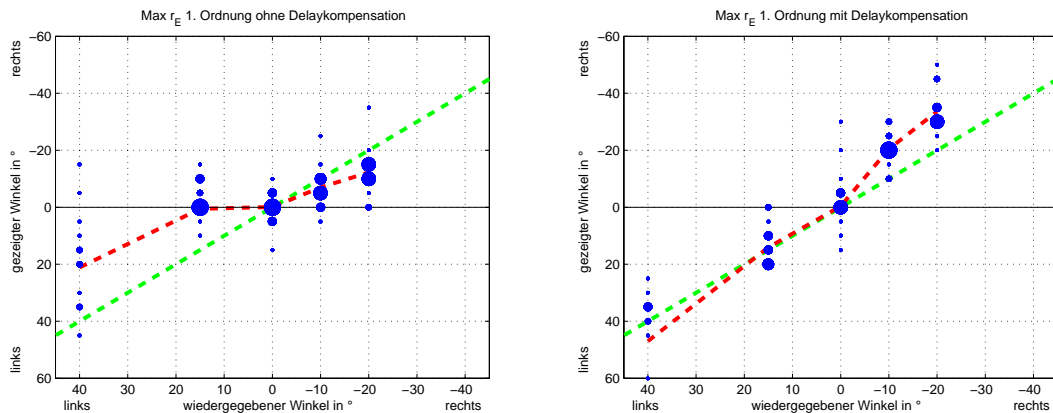 Max r_E 1. Ordnung ohne Delaykompensation
−60
−40
−20
0
20
40
60
rechts
gezeigter Winkel in °
links
40 30 20 10 0 −10 −20 −30 −40
links wiedergegebener Winkel in ° rechts
Max r_E 1. Ordnung mit Delaykompensation
−60
−40
−20
0
20
40
60
rechts
gezeigter Winkel in °
links
40 30 20 10 0 −10 −20 −30 −40
links wiedergegebener Winkel in ° rechts